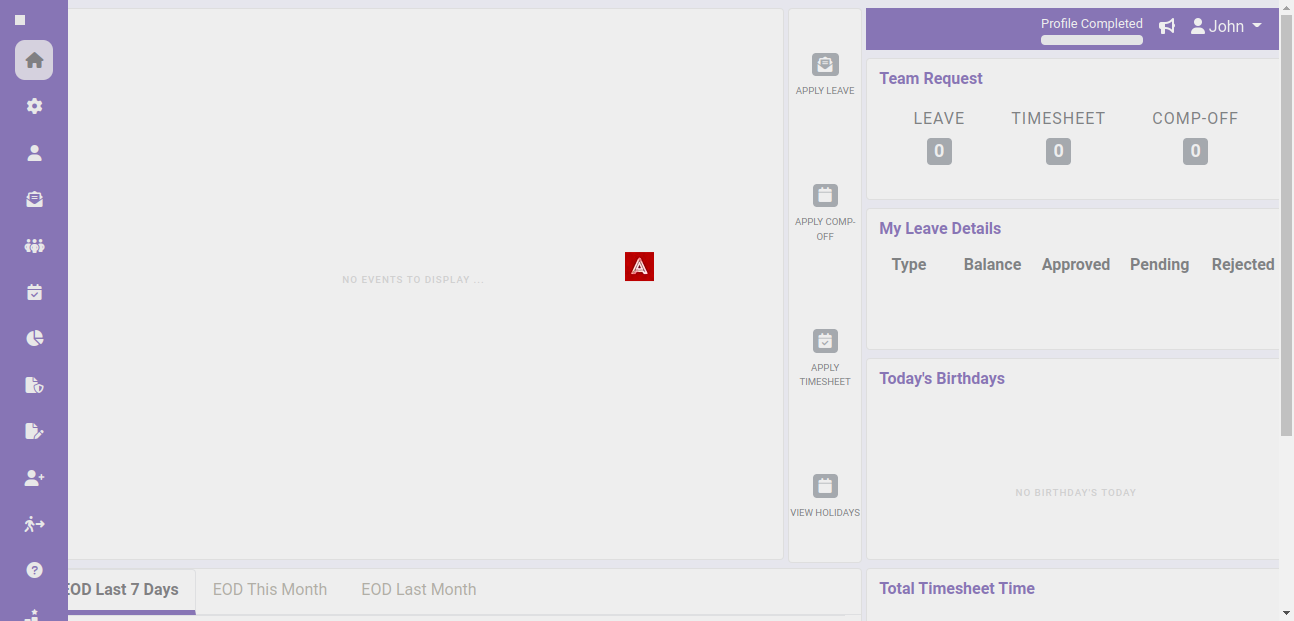 Profile Completed
John
Team Request
LEAVE TIMESHEET COMP-OFF
0 0 0
My Leave Details
Type Balance Approved Pending Rejected
Today's Birthdays
NO BIRTHDAY'S TODAY
Total Timesheet Time
APPLY LEAVE
APPLY COMP-
OFF
APPLY
TIMESHEET
VIEW HOLIDAYS
NO EVENTS TO DISPLAY ...
EOD Last 7 Days EOD This Month EOD Last Month